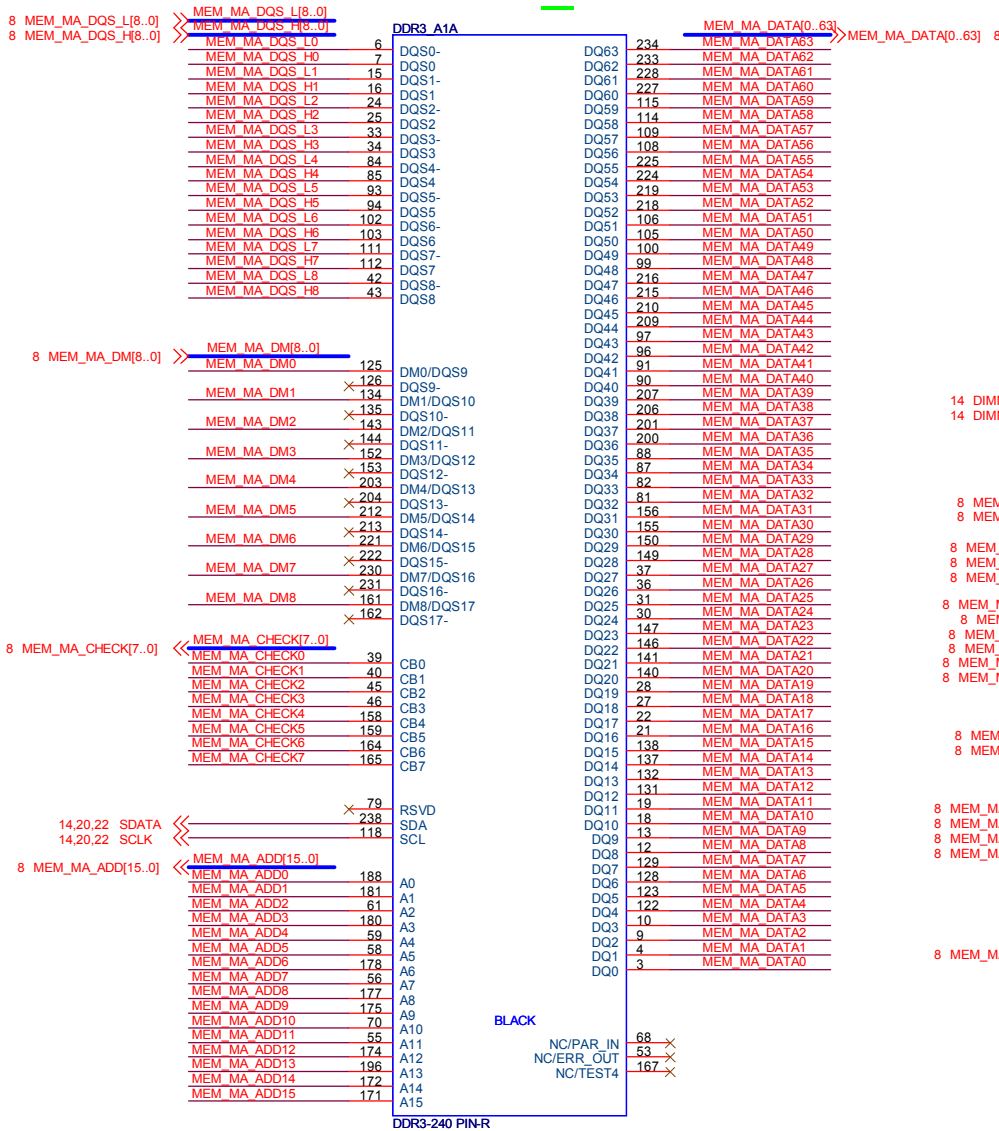 MEM_MA_DQS_L[8..0]
8 MEM_MA_DQS_L[8..0]
MEM_MA_DQS_H[8..0]
8 MEM_MA_DQS_H[8..0]
DDR3_A1A
MEM_MA_DQS_L0 6 DQS0-
MEM_MA_DQS_H0 7 DQS0
MEM_MA_DQS_L1 15 DQS1-
MEM_MA_DQS_H1 16 DQS1
MEM_MA_DQS_L2 24 DQS2-
MEM_MA_DQS_H2 25 DQS2
MEM_MA_DQS_L3 33 DQS3-
MEM_MA_DQS_H3 34 DQS3
MEM_MA_DQS_L4 84 DQS4-
MEM_MA_DQS_H4 85 DQS4
MEM_MA_DQS_L5 93 DQS5-
MEM_MA_DQS_H5 94 DQS5
MEM_MA_DQS_L6 102 DQS6-
MEM_MA_DQS_H6 103 DQS6
MEM_MA_DQS_L7 111 DQS7-
MEM_MA_DQS_H7 112 DQS7
MEM_MA_DQS_L8 42 DQS8-
MEM_MA_DQS_H8 43 DQS8
MEM_MA_DM[8..0]
8 MEM_MA_DM[8..0]
MEM_MA_DM0 125 DM0/DQS9
126 DQS9-
MEM_MA_DM1 134 DM1/DQS10
135 DQS10-
MEM_MA_DM2 143 DM2/DQS11
144 DQS11-
MEM_MA_DM3 152 DM3/DQS12
153 DQS12-
MEM_MA_DM4 203 DM4/DQS13
204 DQS13-
MEM_MA_DM5 212 DM5/DQS14
213 DQS14-
MEM_MA_DM6 221 DM6/DQS15
222 DQS15-
MEM_MA_DM7 230 DM7/DQS16
231 DQS16-
MEM_MA_DM8 161 DM8/DQS17
162 DQS17-
MEM_MA_CHECK[7..0]
8 MEM_MA_CHECK[7..0]
MEM_MA_CHECK0 39 CB0
MEM_MA_CHECK1 40 CB1
MEM_MA_CHECK2 45 CB2
MEM_MA_CHECK3 46 CB3
MEM_MA_CHECK4 158 CB4
MEM_MA_CHECK5 159 CB5
MEM_MA_CHECK6 164 CB6
MEM_MA_CHECK7 165 CB7
79 RSVD
14,20,22 SDATA 238 SDA
14,20,22 SCLK 118 SCL
MEM_MA_ADD[15..0]
8 MEM_MA_ADD[15..0]
MEM_MA_ADD0 188 A0
MEM_MA_ADD1 181 A1
MEM_MA_ADD2 61 A2
MEM_MA_ADD3 180 A3
MEM_MA_ADD4 59 A4
MEM_MA_ADD5 58 A5
MEM_MA_ADD6 178 A6
MEM_MA_ADD7 56 A7
MEM_MA_ADD8 177 A8
MEM_MA_ADD9 175 A9
MEM_MA_ADD10 70 A10
MEM_MA_ADD11 55 A11
MEM_MA_ADD12 174 A12
MEM_MA_ADD13 196 A13
MEM_MA_ADD14 172 A14
MEM_MA_ADD15 171 A15
MEM_MA_DATA[0..63]
MEM_MA_DATA[0..63] 8
DQ63 234 MEM_MA_DATA63
DQ62 233 MEM_MA_DATA62
DQ61 228 MEM_MA_DATA61
DQ60 227 MEM_MA_DATA60
DQ59 115 MEM_MA_DATA59
DQ58 114 MEM_MA_DATA58
DQ57 109 MEM_MA_DATA57
DQ56 108 MEM_MA_DATA56
DQ55 225 MEM_MA_DATA55
DQ54 224 MEM_MA_DATA54
DQ53 219 MEM_MA_DATA53
DQ52 218 MEM_MA_DATA52
DQ51 106 MEM_MA_DATA51
DQ50 105 MEM_MA_DATA50
DQ49 100 MEM_MA_DATA49
DQ48 99 MEM_MA_DATA48
DQ47 216 MEM_MA_DATA47
DQ46 215 MEM_MA_DATA46
DQ45 210 MEM_MA_DATA45
DQ44 209 MEM_MA_DATA44
DQ43 97 MEM_MA_DATA43
DQ42 96 MEM_MA_DATA42
DQ41 91 MEM_MA_DATA41
DQ40 90 MEM_MA_DATA40
DQ39 207 MEM_MA_DATA39
DQ38 206 MEM_MA_DATA38
DQ37 201 MEM_MA_DATA37
DQ36 200 MEM_MA_DATA36
DQ35 88 MEM_MA_DATA35
DQ34 87 MEM_MA_DATA34
DQ33 82 MEM_MA_DATA33
DQ32 81 MEM_MA_DATA32
DQ31 156 MEM_MA_DATA31
DQ30 155 MEM_MA_DATA30
DQ29 150 MEM_MA_DATA29
DQ28 149 MEM_MA_DATA28
DQ27 37 MEM_MA_DATA27
DQ26 36 MEM_MA_DATA26
DQ25 31 MEM_MA_DATA25
DQ24 30 MEM_MA_DATA24
DQ23 147 MEM_MA_DATA23
DQ22 146 MEM_MA_DATA22
DQ21 141 MEM_MA_DATA21
DQ20 140 MEM_MA_DATA20
DQ19 28 MEM_MA_DATA19
DQ18 27 MEM_MA_DATA18
DQ17 22 MEM_MA_DATA17
DQ16 21 MEM_MA_DATA16
DQ15 138 MEM_MA_DATA15
DQ14 137 MEM_MA_DATA14
DQ13 132 MEM_MA_DATA13
DQ12 131 MEM_MA_DATA12
DQ11 19 MEM_MA_DATA11
DQ10 18 MEM_MA_DATA10
DQ9 13 MEM_MA_DATA9
DQ8 12 MEM_MA_DATA8
DQ7 129 MEM_MA_DATA7
DQ6 128 MEM_MA_DATA6
DQ5 123 MEM_MA_DATA5
DQ4 122 MEM_MA_DATA4
DQ3 10 MEM_MA_DATA3
DQ2 9 MEM_MA_DATA2
DQ1 4 MEM_MA_DATA1
DQ0 3 MEM_MA_DATA0
BLACK
NC/PAR_IN 68
NC/ERR_OUT 53
NC/TEST4 167
DDR3-240 PIN-R